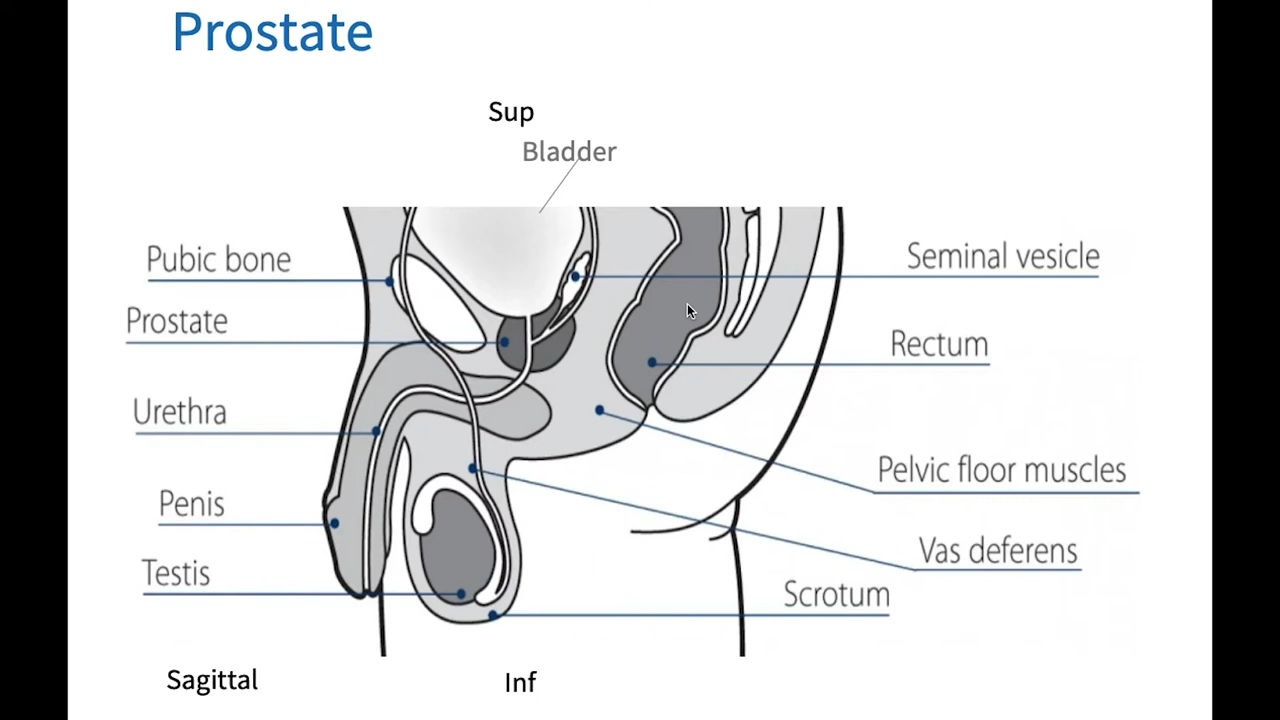 Prostate
Sup
Bladder
Pubic bone
Seminal vesicle
Prostate
Rectum
Urethra
Pelvic floor muscles
Penis
Vas deferens
Testis
Scrotum
Sagittal
Inf